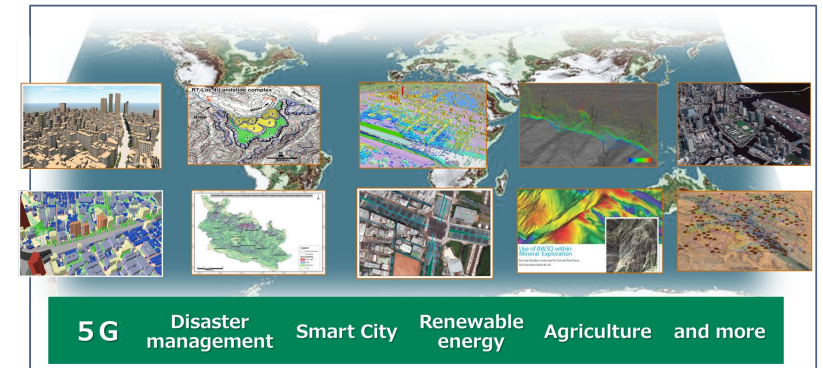 R7-Loc 4(Landslide complex)
Use of AW3D within
Mineral Exploration
5G
Disaster
management
Smart City
Renewable
energy
Agriculture
and more